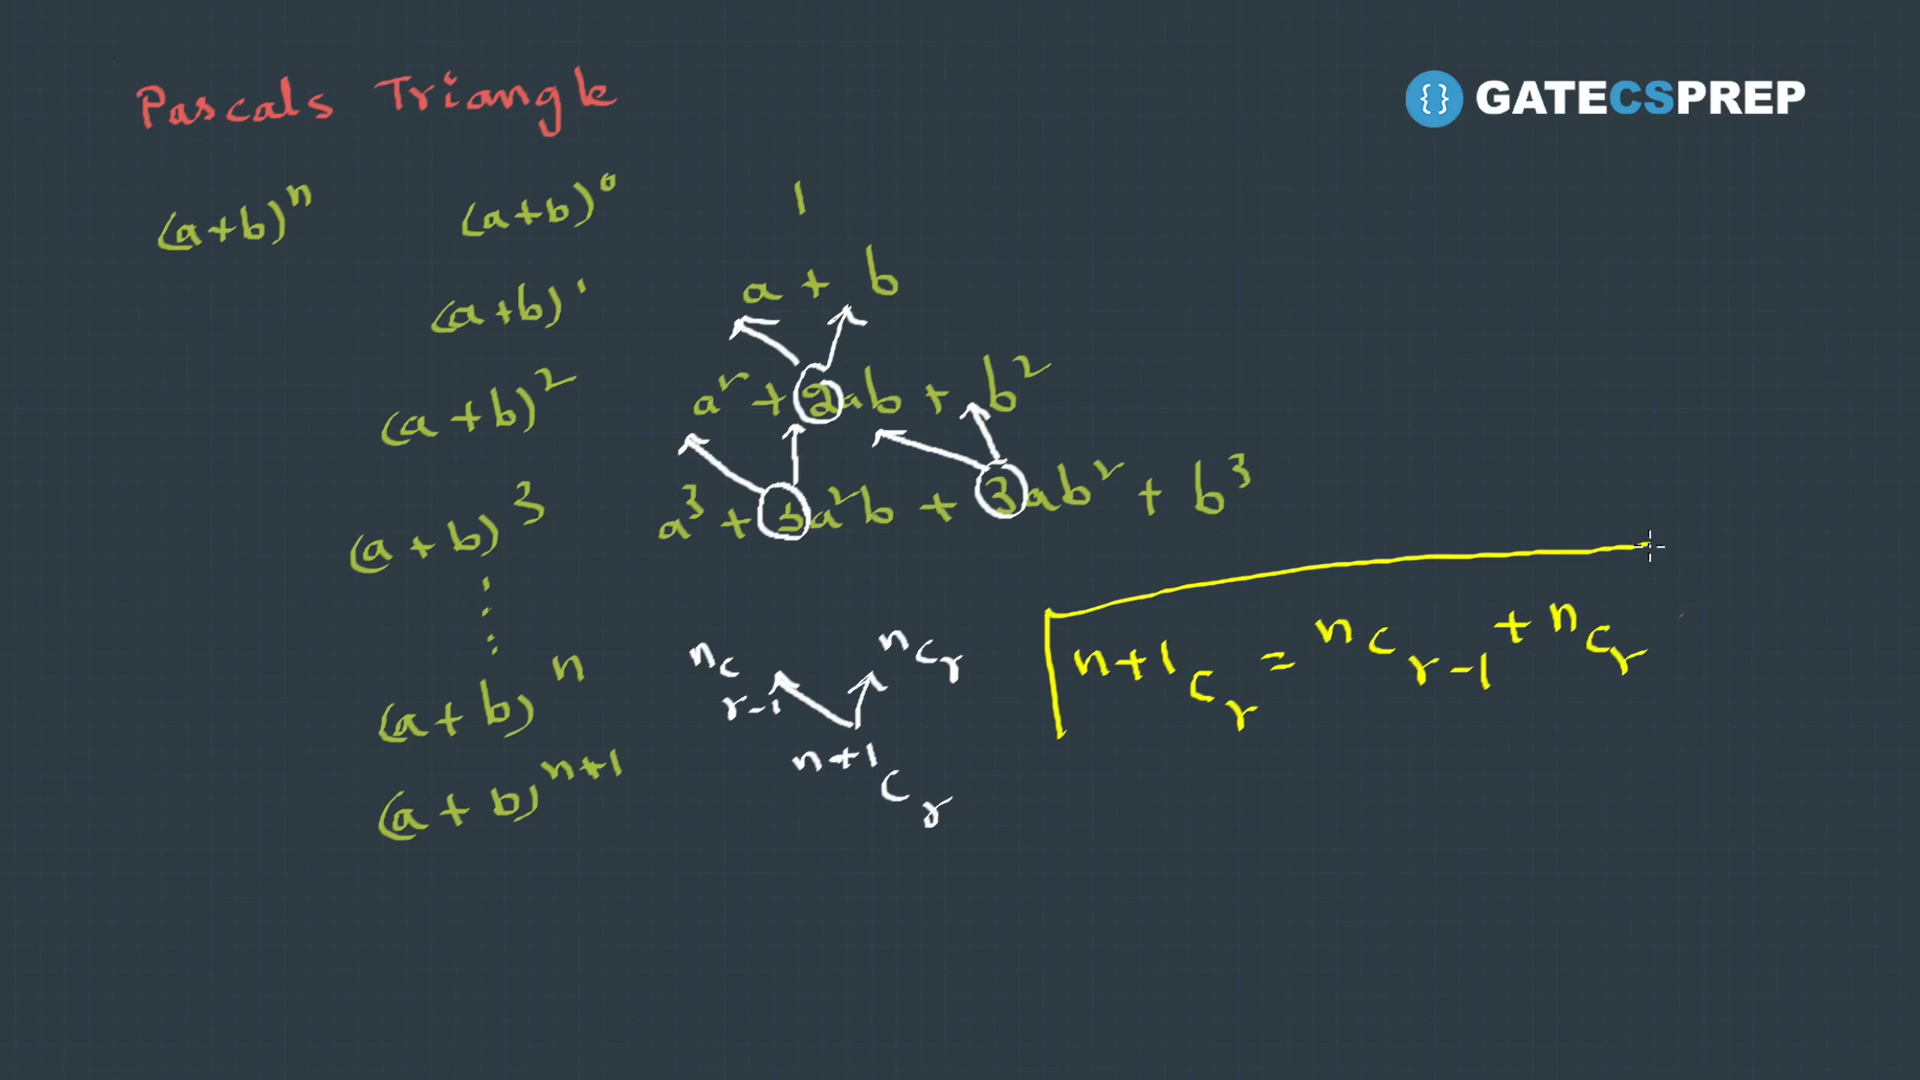 Pascals Triangle
{} GATECSPREP
(a+b)^n
(a+b)^0 1
(a+b)^1 a + b
(a+b)^2 a^2 + 2ab + b^2
(a+b)^3 a^3 + 3a^2b + 3ab^2 + b^3
⋮
(a+b)^n
(a+b)^n+1
nCr-1 nCr
n+1Cr
n+1Cr = nCr-1 + nCr